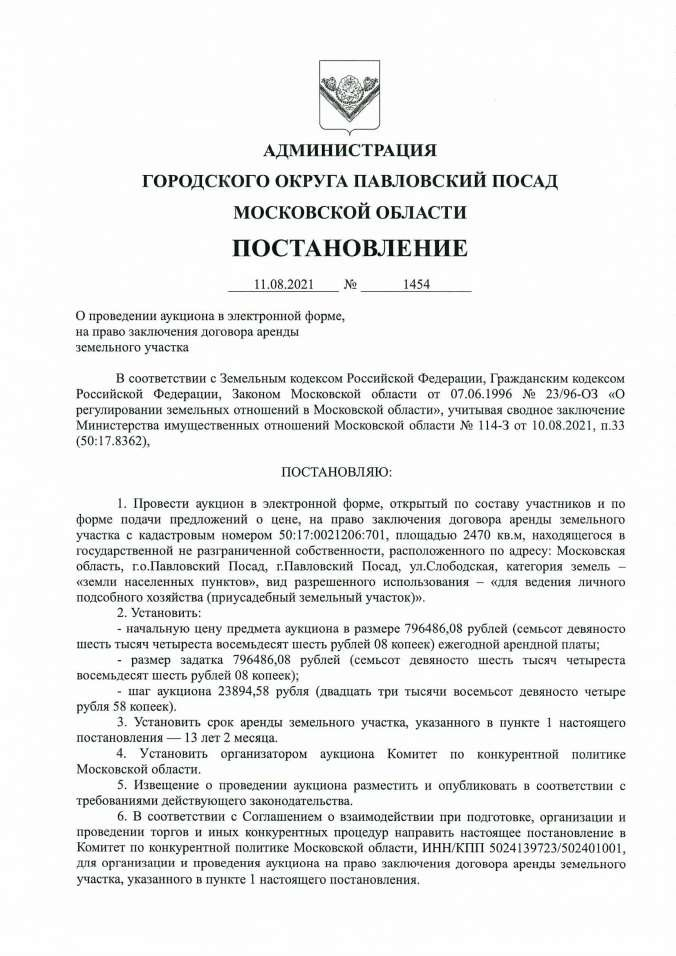 АДМИНИСТРАЦИЯ
ГОРОДСКОГО ОКРУГА ПАВЛОВСКИЙ ПОСАД
МОСКОВСКОЙ ОБЛАСТИ
ПОСТАНОВЛЕНИЕ
11.08.2021 № 1454
О проведении аукциона в электронной форме,
на право заключения договора аренды
земельного участка
В соответствии с Земельным кодексом Российской Федерации, Гражданским кодексом
Российской Федерации, Законом Московской области от 07.06.1996 № 23/96-ОЗ «О
регулировании земельных отношений в Московской области», учитывая сводное заключение
Министерства имущественных отношений Московской области № 114-З от 10.08.2021, п.33
(50:17.8362),
ПОСТАНОВЛЯЮ:
1. Провести аукцион в электронной форме, открытый по составу участников и по
форме подачи предложений о цене, на право заключения договора аренды земельного
участка с кадастровым номером 50:17:0021206:701, площадью 2470 кв.м, находящегося в
государственной не разграниченной собственности, расположенного по адресу: Московская
область, г.о.Павловский Посад, г.Павловский Посад, ул.Слободская, категория земель –
«земли населенных пунктов», вид разрешенного использования – «для ведения личного
подсобного хозяйства (приусадебный земельный участок)».
2. Установить:
- начальную цену предмета аукциона в размере 796486,08 рублей (семьсот девяносто
шесть тысяч четыреста восемьдесят шесть рублей 08 копеек) ежегодной арендной платы;
- размер задатка 796486,08 рублей (семьсот девяносто шесть тысяч четыреста
восемьдесят шесть рублей 08 копеек);
- шаг аукциона 23894,58 рубля (двадцать три тысячи восемьсот девяносто четыре
рубля 58 копеек).
3. Установить срок аренды земельного участка, указанного в пункте 1 настоящего
постановления — 13 лет 2 месяца.
4. Установить организатором аукциона Комитет по конкурентной политике
Московской области.
5. Извещение о проведении аукциона разместить и опубликовать в соответствии с
требованиями действующего законодательства.
6. В соответствии с Соглашением о взаимодействии при подготовке, организации и
проведении торгов и иных конкурентных процедур направить настоящее постановление в
Комитет по конкурентной политике Московской области, ИНН/КПП 5024139723/502401001,
для организации и проведения аукциона на право заключения договора аренды земельного
участка, указанного в пункте 1 настоящего постановления.